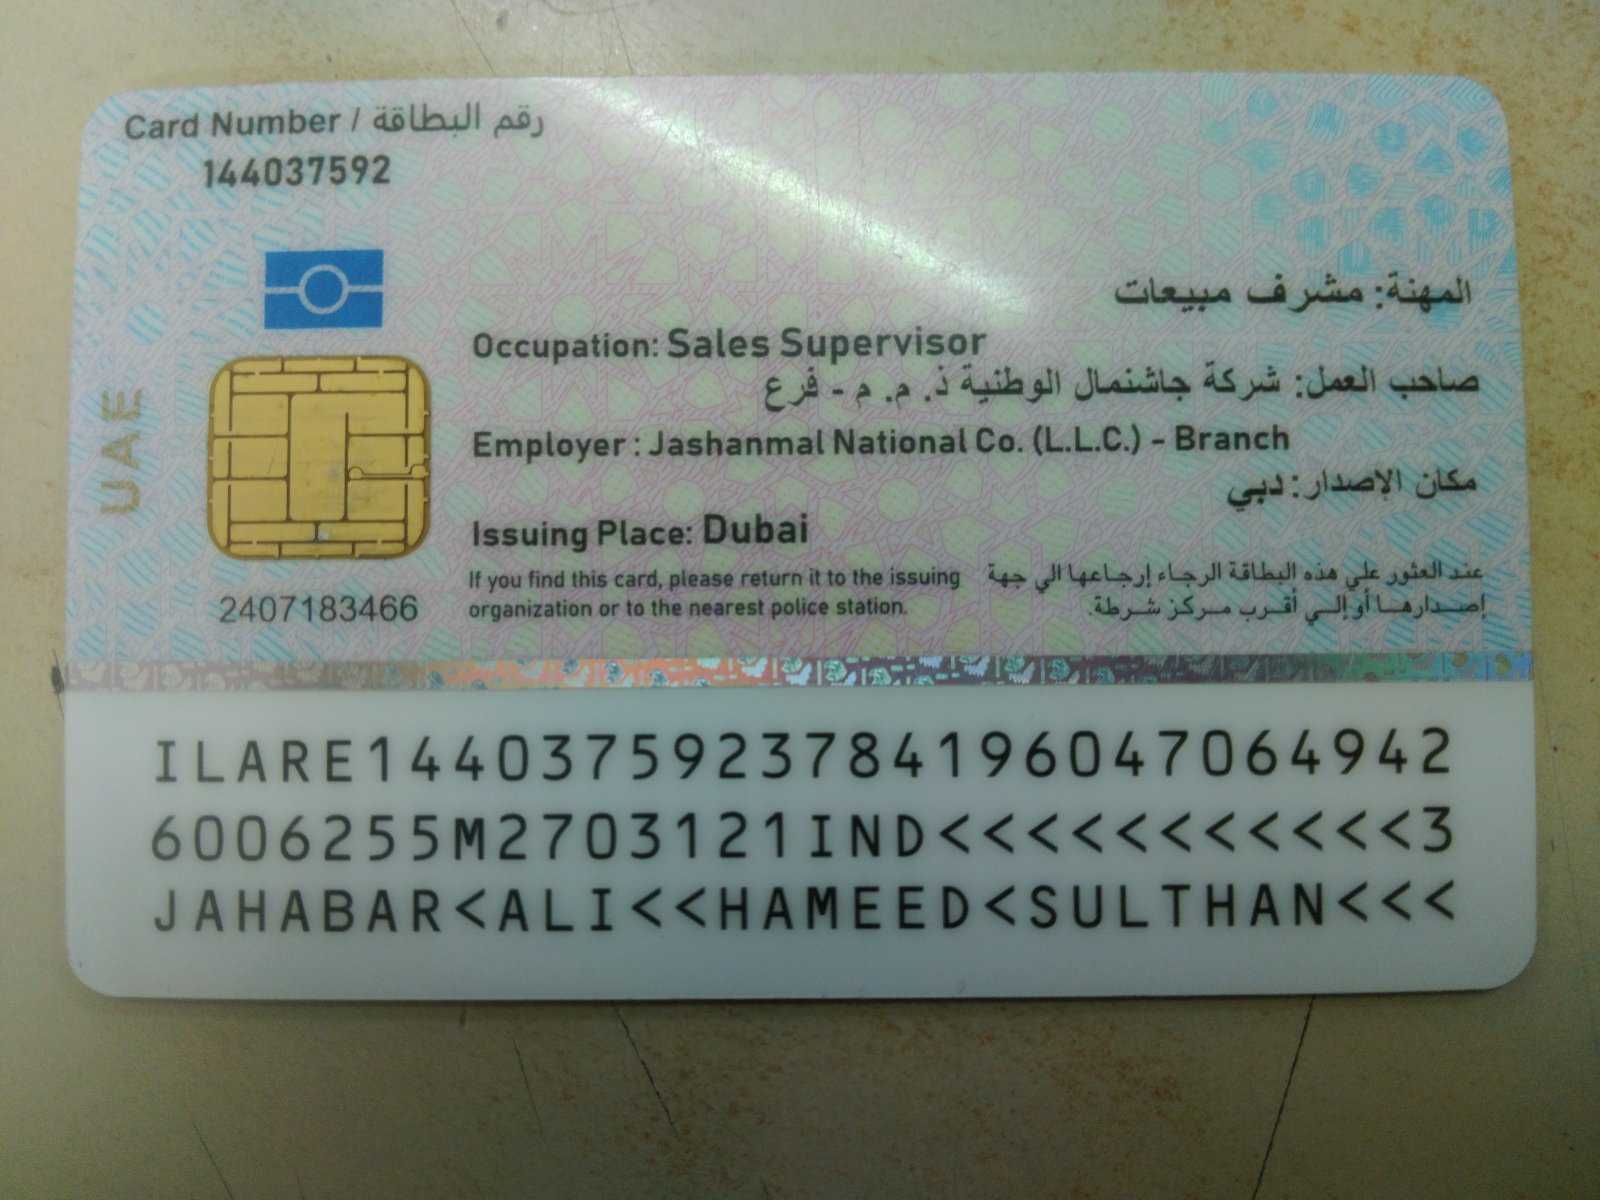 Card Number / رقم البطاقة
144037592
المهنة: مشرف مبيعات
Occupation: Sales Supervisor
صاحب العمل: شركة جاشنمال الوطنية ذ. م. م - فرع
Employer : Jashanmal National Co. (L.L.C.) - Branch
مكان الإصدار: دبي
Issuing Place: Dubai
UAE
If you find this card, please return it to the issuing
organization or to the nearest police station.
عند العثور علي هذه البطاقة الرجاء إرجاعها الي جهة
إصدارها أو إلي أقرب مركز شرطة.
2407183466
ILARE1440375923784196047064942
6006255M2703121IND<<<<<<<<<<<3
JAHABAR<ALI<<HAMEED<SULTHAN<<<